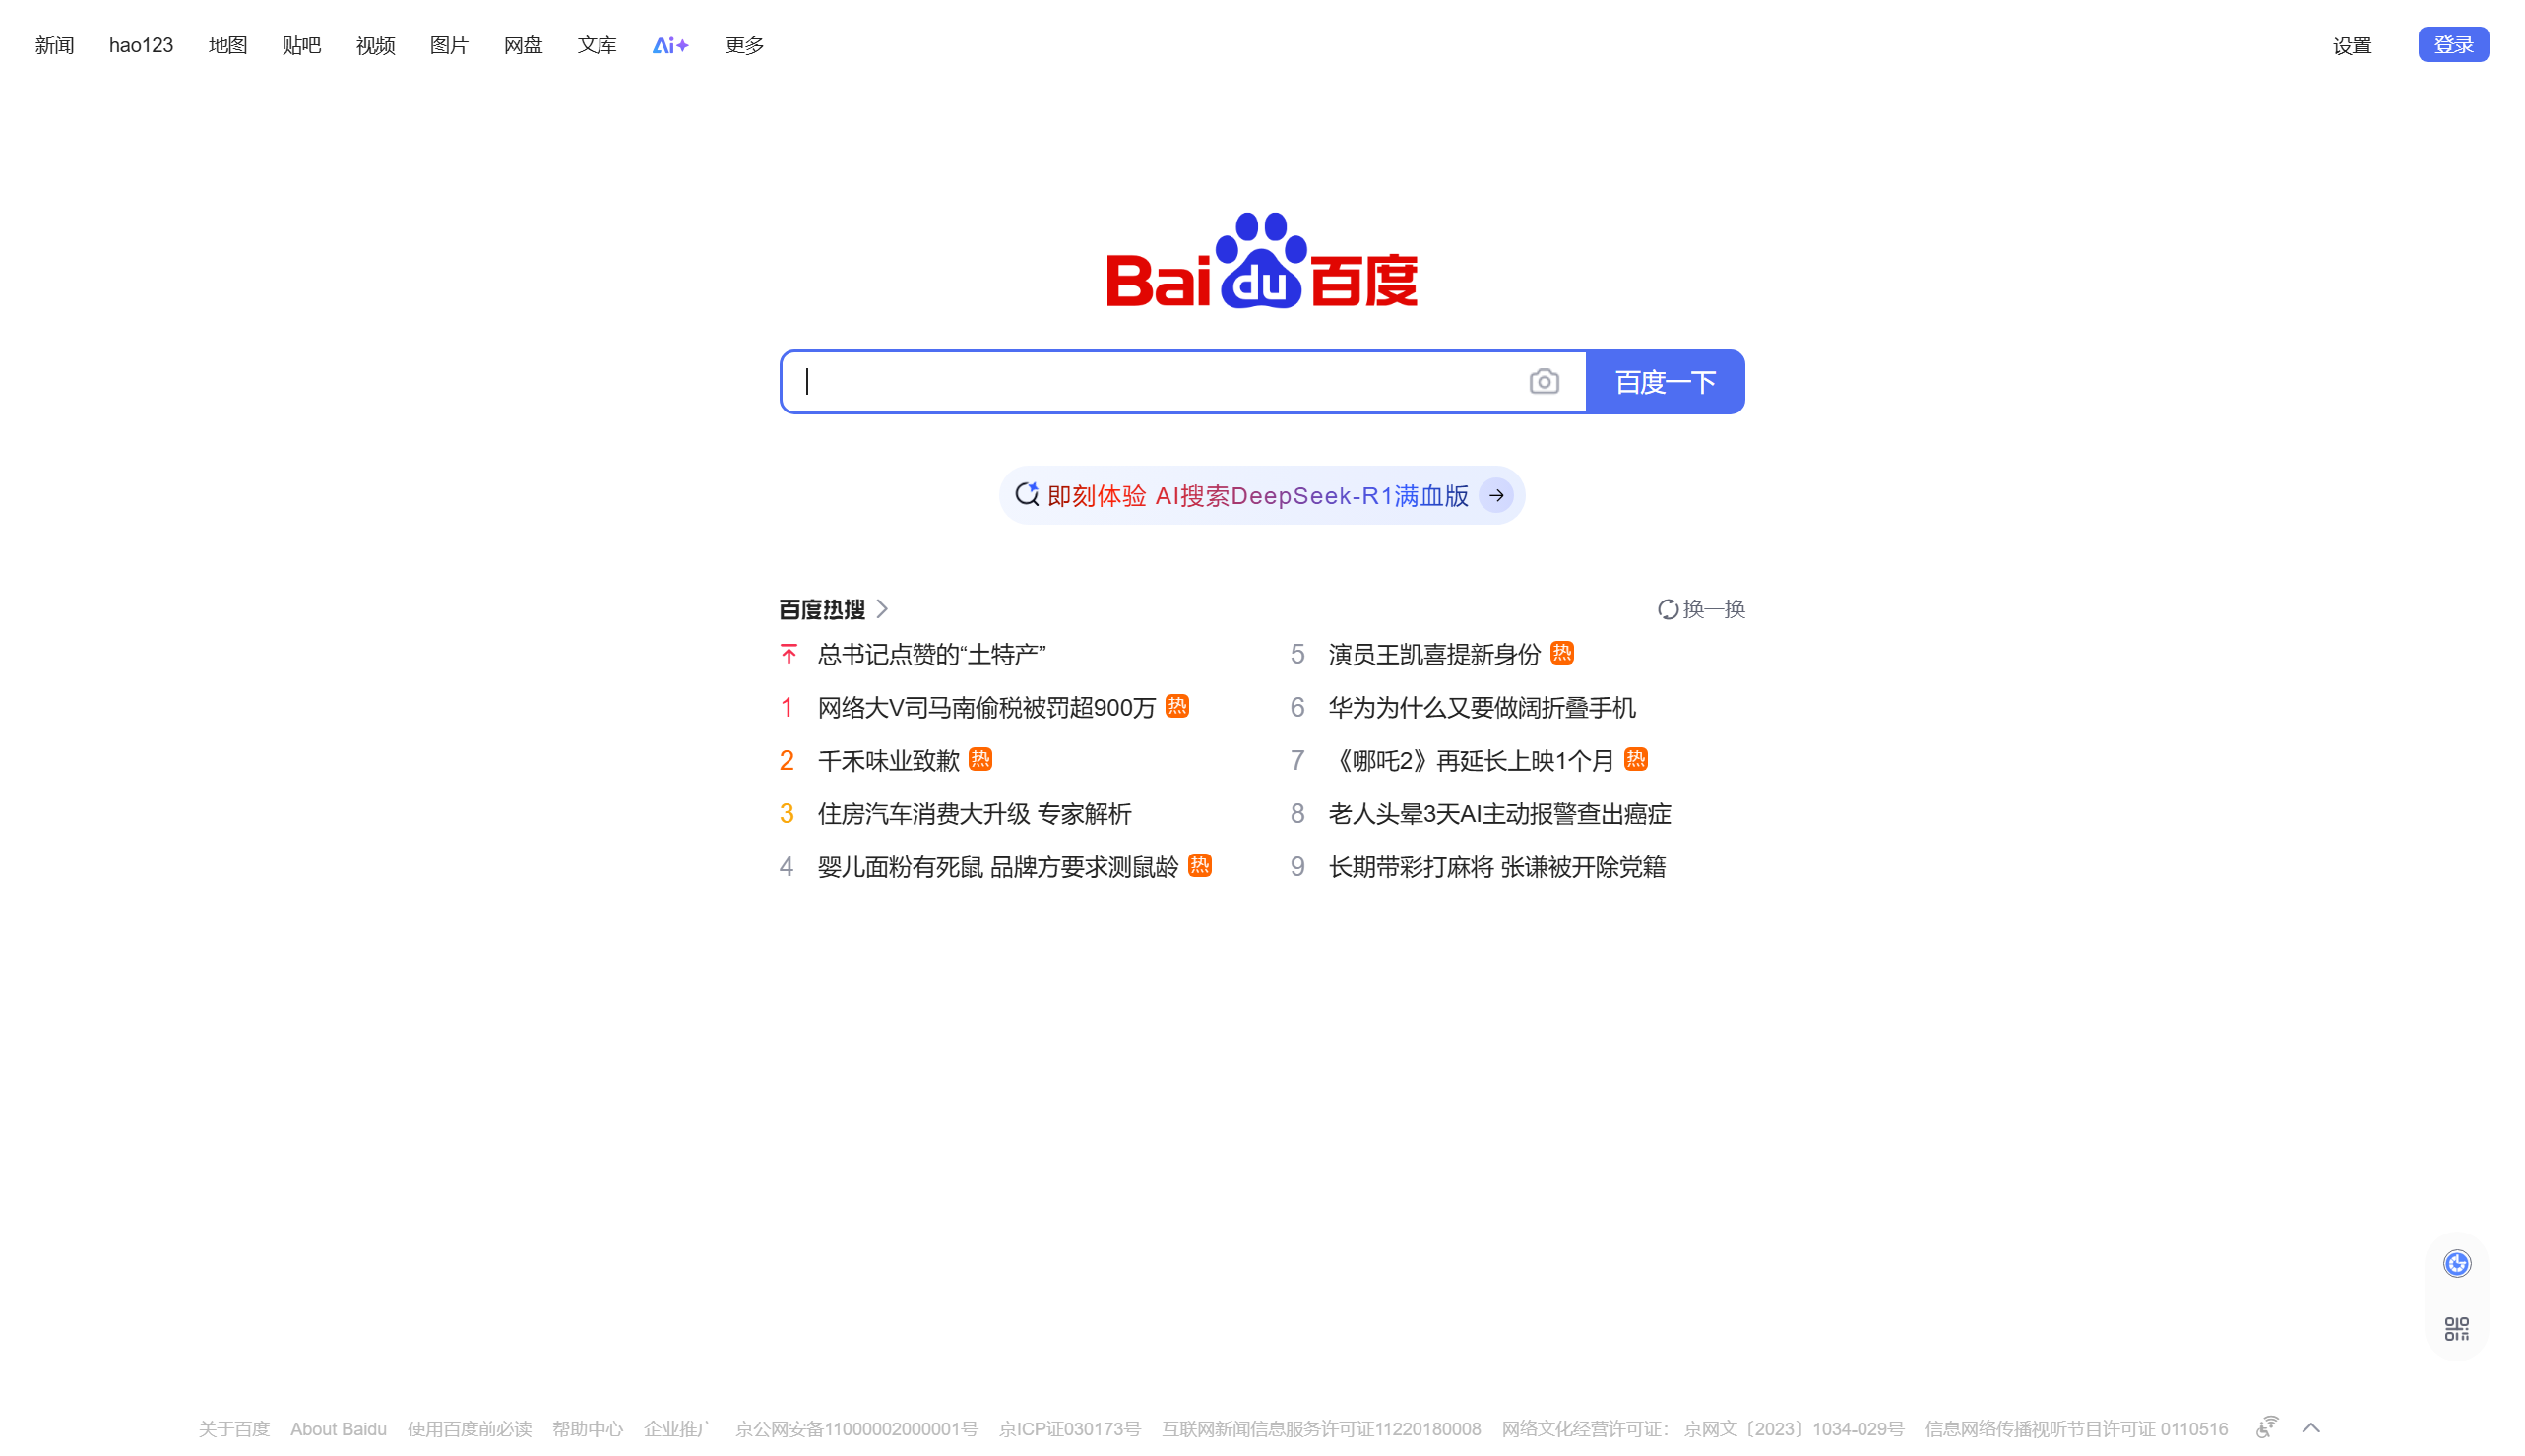 新闻 hao123 地图 贴吧 视频 图片 网盘 文库 Ai+ 更多 设置 登录
Bai du 百度
百度一下
即刻体验 AI搜索DeepSeek-R1满血版
百度热搜 换一换
总书记点赞的“土特产”
1 网络大V司马南偷税被罚超900万 热
2 千禾味业致歉 热
3 住房汽车消费大升级 专家解析
4 婴儿面粉有死鼠 品牌方要求测鼠龄 热
5 演员王凯喜提新身份 热
6 华为为什么又要做阔折叠手机
7 《哪吒2》再延长上映1个月 热
8 老人头晕3天AI主动报警查出癌症
9 长期带彩打麻将 张谦被开除党籍
关于百度 About Baidu 使用百度前必读 帮助中心 企业推广 京公网安备11000002000001号 京ICP证030173号 互联网新闻信息服务许可证11220180008 网络文化经营许可证： 京网文〔2023〕1034-029号 信息网络传播视听节目许可证 0110516